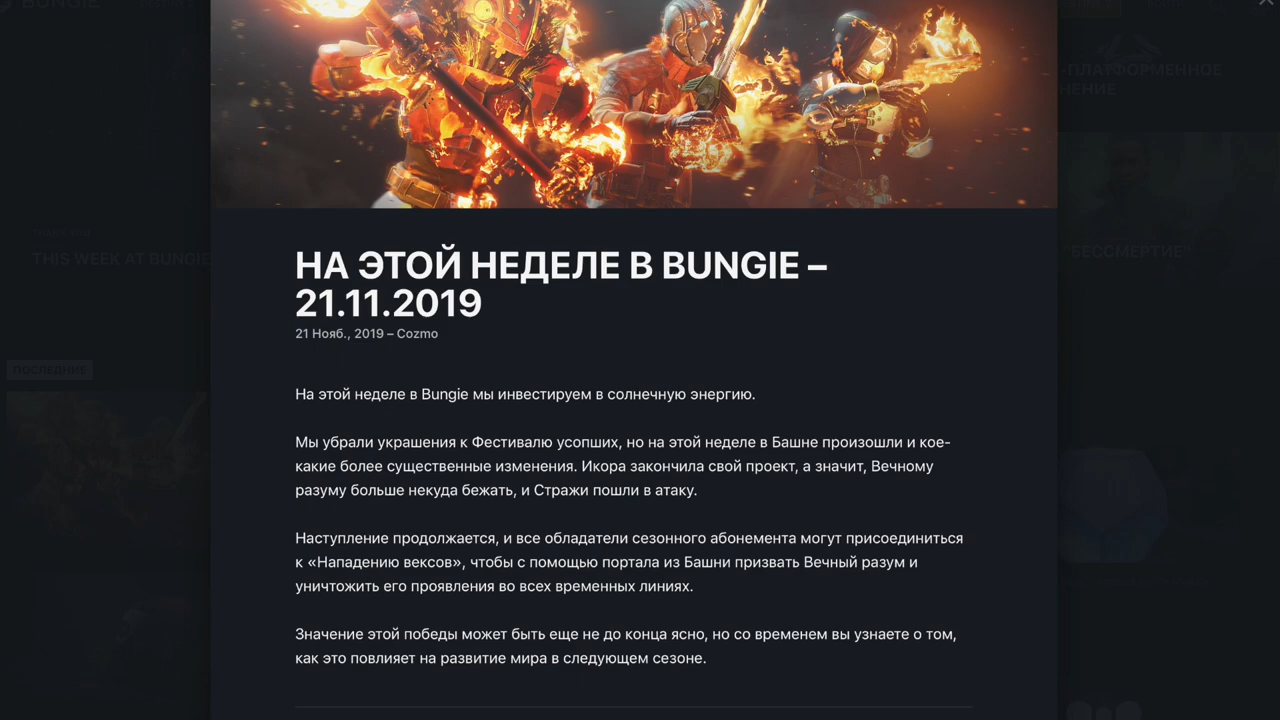 BUNGIE
-ПЛАТФОРМЕННОЕ
НЕНИЕ
THIS WEEK AT BUNGIE
"БЕССМЕРТИЕ"
ПОСЛЕДНИЕ
НА ЭТОЙ НЕДЕЛЕ В BUNGIE –
21.11.2019
21 Нояб., 2019 – Cozmo
На этой неделе в Bungie мы инвестируем в солнечную энергию.
Мы убрали украшения к Фестивалю усопших, но на этой неделе в Башне произошли и кое-
какие более существенные изменения. Икора закончила свой проект, а значит, Вечному
разуму больше некуда бежать, и Стражи пошли в атаку.
Наступление продолжается, и все обладатели сезонного абонемента могут присоединиться
к «Нападению вексов», чтобы с помощью портала из Башни призвать Вечный разум и
уничтожить его проявления во всех временных линиях.
Значение этой победы может быть еще не до конца ясно, но со временем вы узнаете о том,
как это повлияет на развитие мира в следующем сезоне.